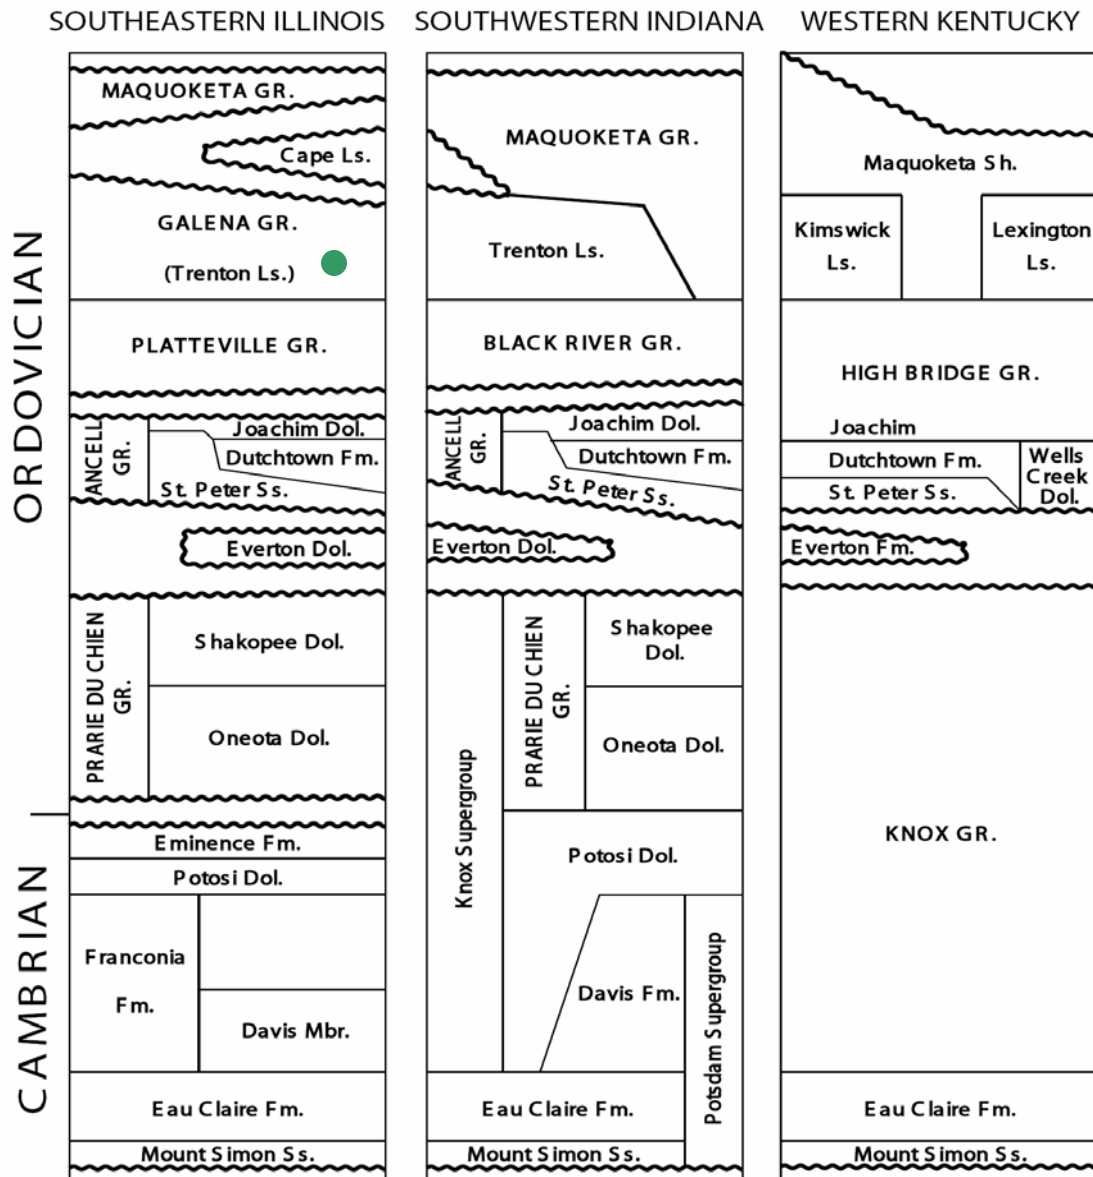 SOUTHEASTERN ILLINOIS
SOUTHWESTERN INDIANA
WESTERN KENTUCKY
ORDOVICIAN
CAMBRIAN
MAQUOKETA GR.
Cape Ls.
GALENA GR.
(Trenton Ls.)
PLATTEVILLE GR.
ANCELL
GR.
Joachim Dol.
Dutchtown Fm.
St. Peter Ss.
Everton Dol.
PRARIE DU CHIEN
GR.
Shakopee Dol.
Oneota Dol.
Eminence Fm.
Potosi Dol.
Franconia
Fm.
Davis Mbr.
Eau Claire Fm.
Mount Simon Ss.
MAQUOKETA GR.
Trenton Ls.
BLACK RIVER GR.
ANCELL
GR.
Joachim Dol.
Dutchtown Fm.
St. Peter Ss.
Everton Dol.
Knox Supergroup
PRARIE DU CHIEN
GR.
Shakopee
Dol.
Oneota Dol.
Potosi Dol.
Davis Fm.
Potsdam Supergroup
Eau Claire Fm.
Mount Simon Ss.
Maquoketa Sh.
Kimswick
Ls.
Lexington
Ls.
HIGH BRIDGE GR.
Joachim
Dutchtown Fm.
St. Peter Ss.
Wells
Creek
Dol.
Everton Fm.
KNOX GR.
Eau Claire Fm.
Mount Simon Ss.